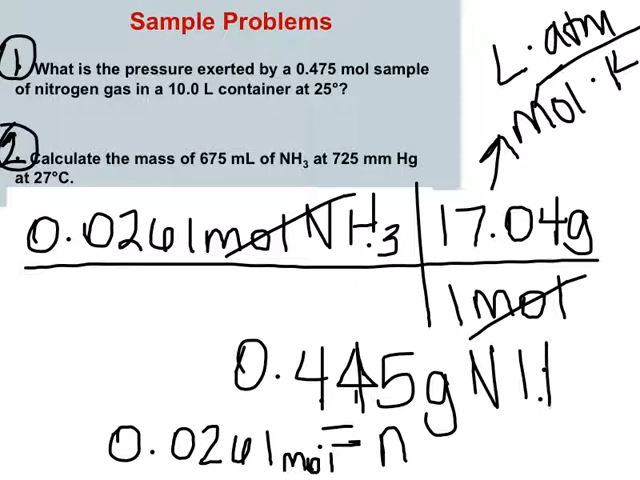 Sample Problems
1 What is the pressure exerted by a 0.475 mol sample
of nitrogen gas in a 10.0 L container at 25°?
L·atm
mol·K
2. Calculate the mass of 675 mL of NH₃ at 725 mm Hg
at 27°C.
0.0261 mol NH₃ 17.04g
1 mol
0.445g NH
0.0261 mol = n